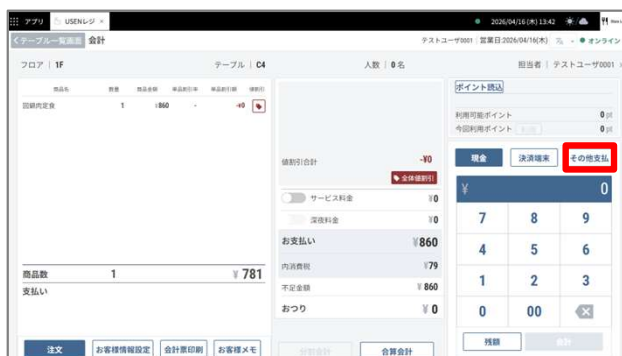 アプリ USENレジ × 2026/04/16(木) 13:42
くテーブル一覧画面 会計 テストユーザ0001 営業日:2026/04/16(木) オンライン
フロア | 1F テーブル | C4 人数 | 0 名 担当者 | テストユーザ0001
商品名 数量 商品金額 単品割引率 単品割引額 値割引
回鍋肉定食 1 ¥860 - -¥0
ポイント読込
利用可能ポイント 0 pt
今回利用ポイント 0 pt
値割引合計 -¥0
全体値割引
現金 決済端末 その他支払
¥ 0
サービス料金 ¥0
深夜料金 ¥0
お支払い ¥860
内消費税 ¥79
不足金額 ¥ 860
おつり ¥ 0
7 8 9
4 5 6
1 2 3
0 00
商品数 1 ¥ 781
支払い
注文 お客様情報設定 会計票印刷 お客様メモ
合算会計
残額 会計